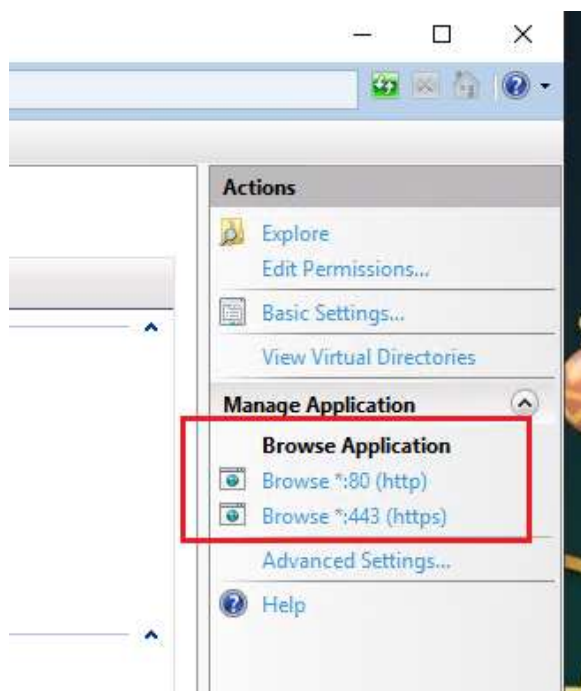 Actions
Explore
Edit Permissions...
Basic Settings...
View Virtual Directories
Manage Application
Browse Application
Browse *:80 (http)
Browse *:443 (https)
Advanced Settings...
Help